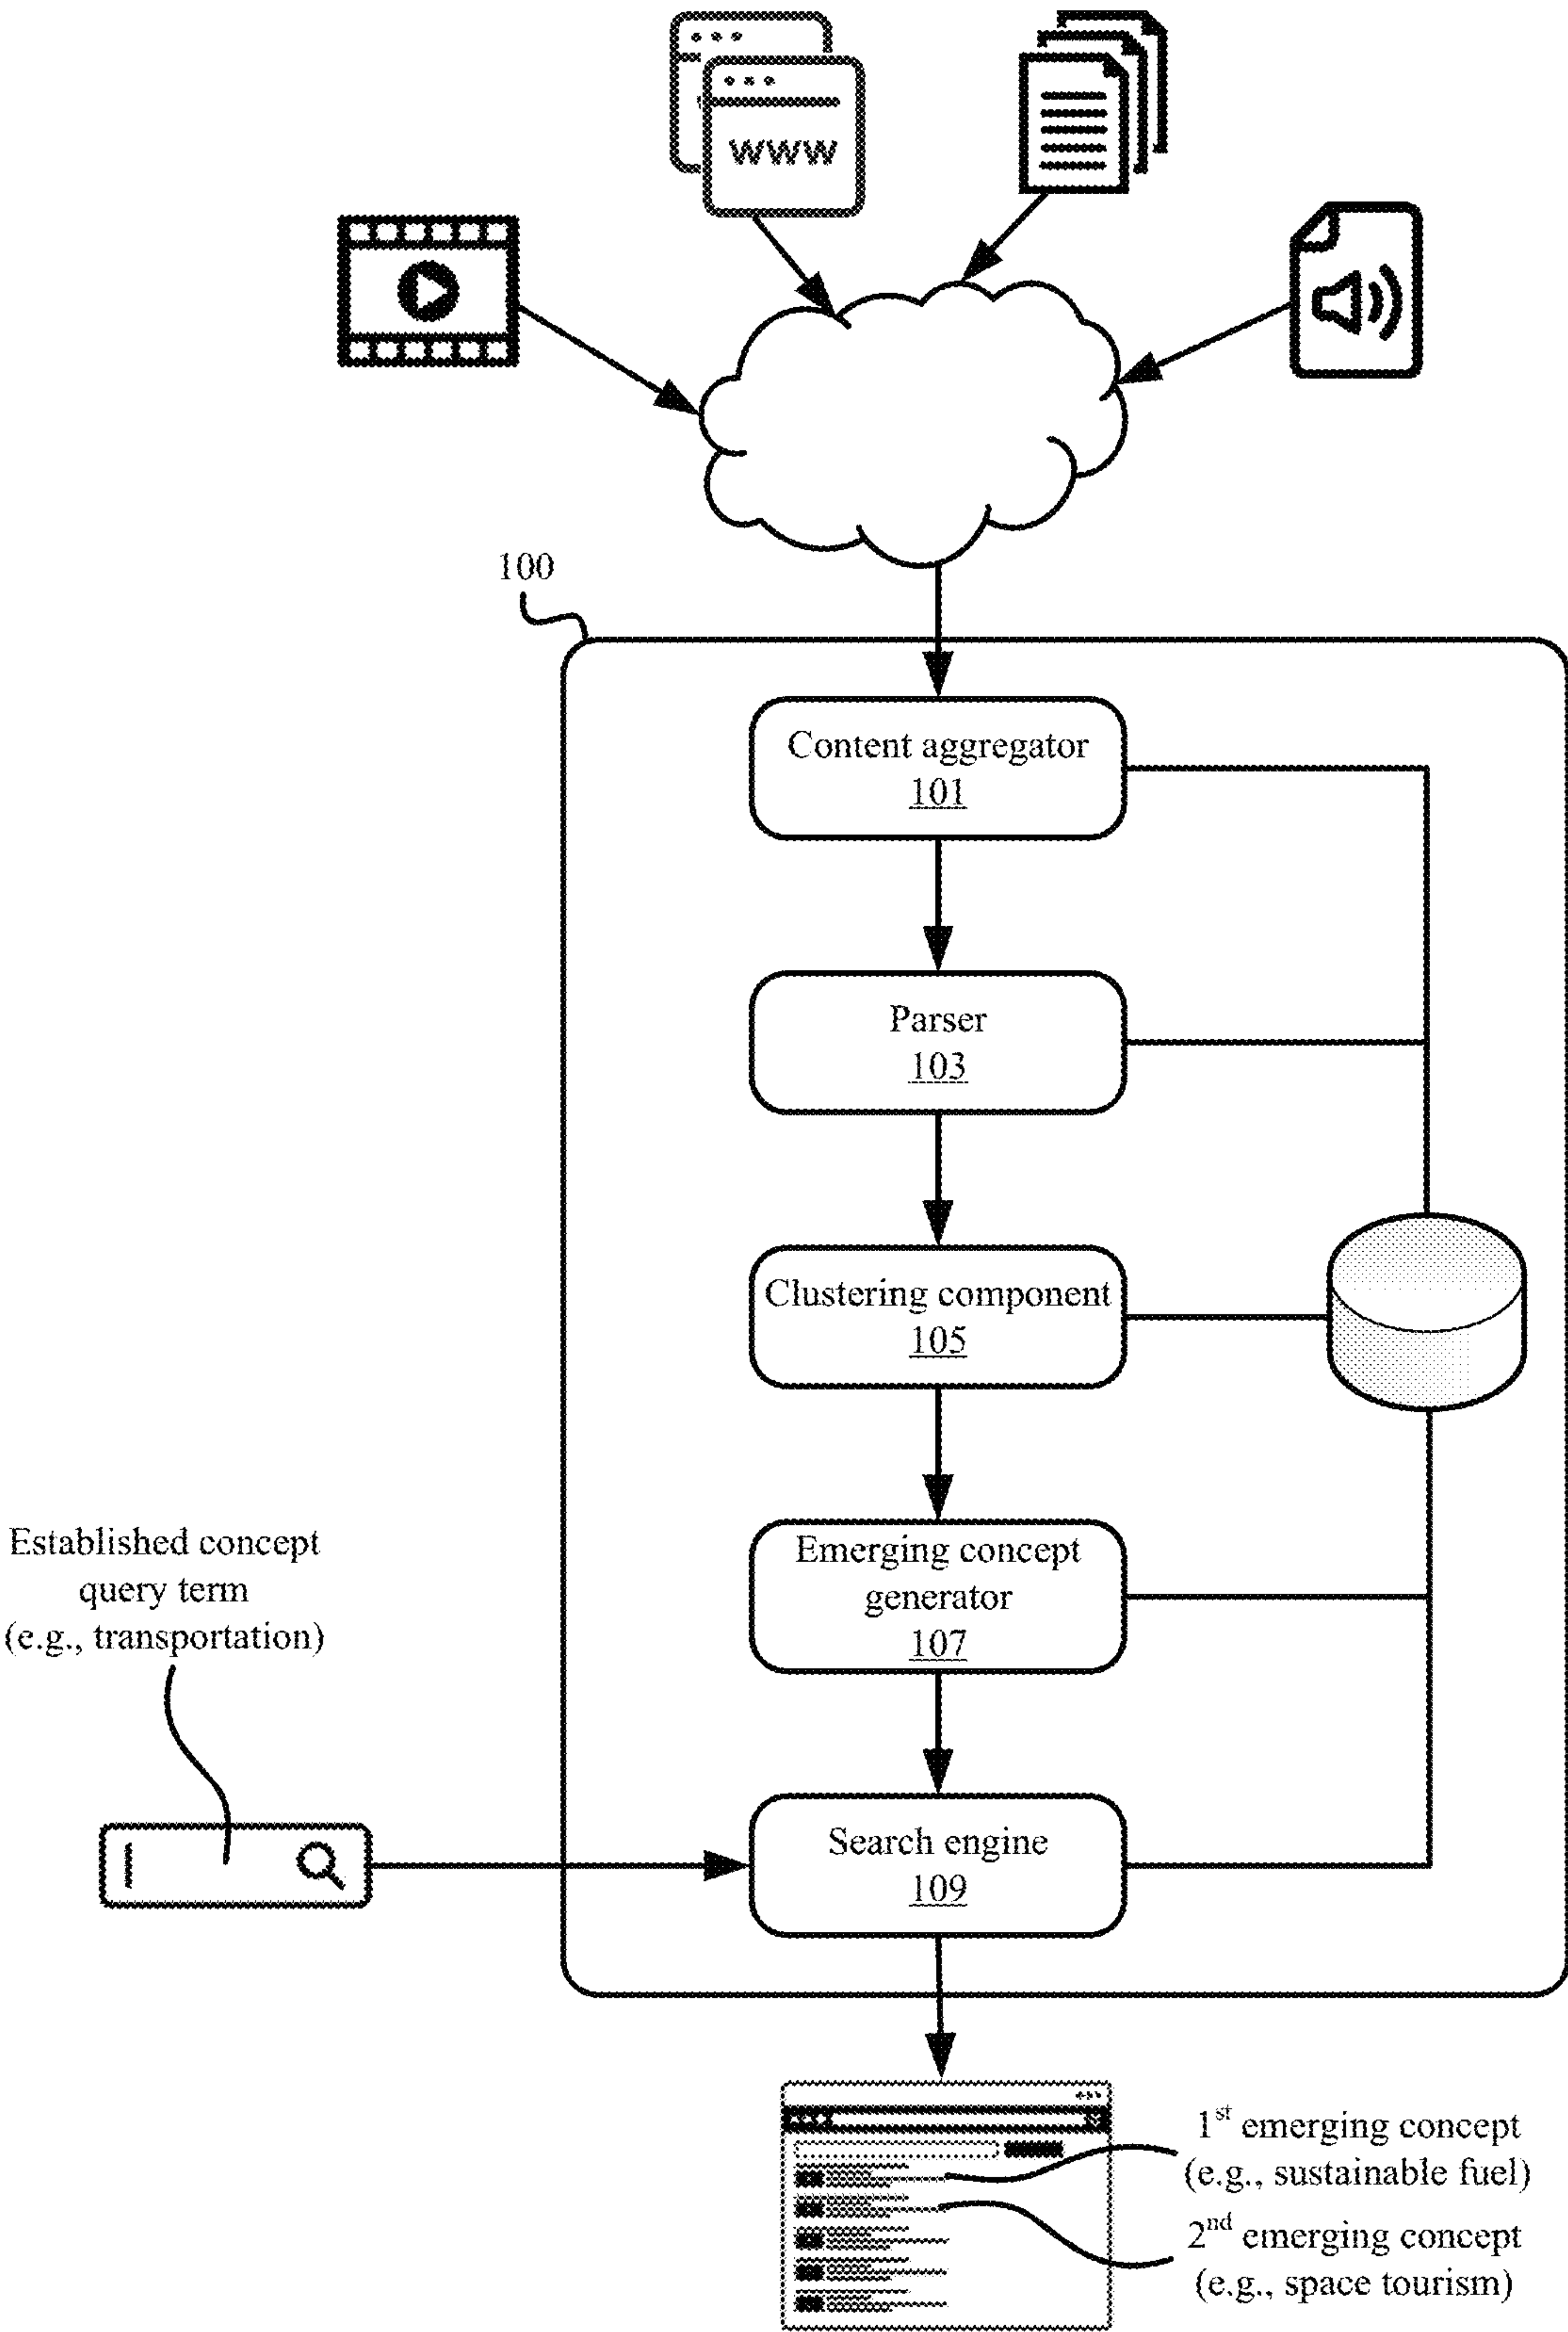 WWW
100
Content aggregator
101
Parser
103
Clustering component
105
Established concept
query term
(e.g., transportation)
Emerging concept
generator
107
Search engine
109
1st emerging concept
(e.g., sustainable fuel)
2nd emerging concept
(e.g., space tourism)